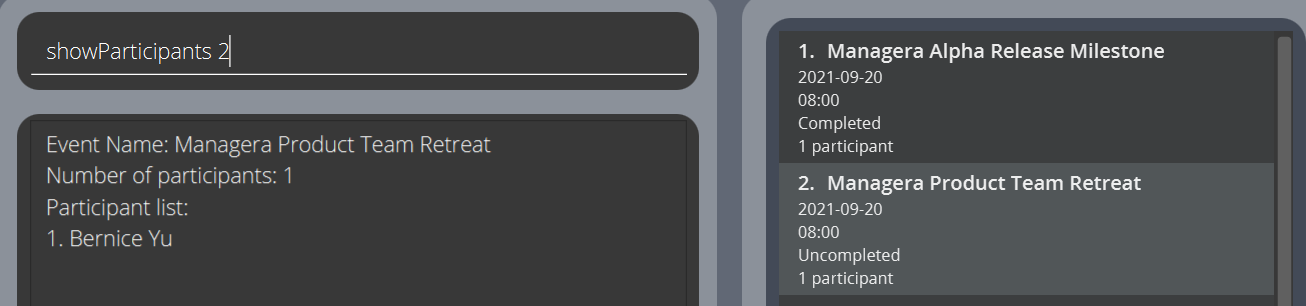 showParticipants 2
Event Name: Managera Product Team Retreat
Number of participants: 1
Participant list:
1. Bernice Yu
1. Managera Alpha Release Milestone
2021-09-20
08:00
Completed
1 participant
2. Managera Product Team Retreat
2021-09-20
08:00
Uncompleted
1 participant